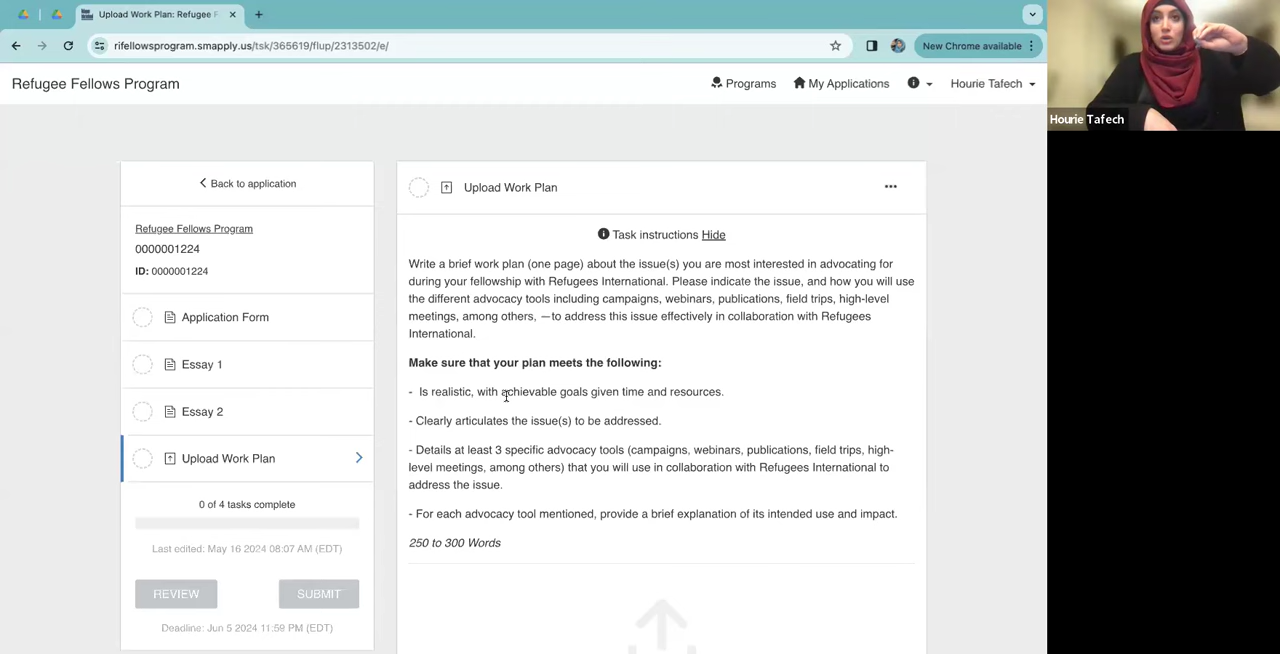 Upload Work Plan: Refugee F
rifellowsprogram.smapply.us/tsk/365619/flup/2313502/e/
New Chrome available
Refugee Fellows Program
Programs
My Applications
Hourie Tafech
Hourie Tafech
Back to application
Refugee Fellows Program
0000001224
ID: 0000001224
Application Form
Essay 1
Essay 2
Upload Work Plan
0 of 4 tasks complete
Last edited: May 16 2024 08:07 AM (EDT)
REVIEW
SUBMIT
Deadline: Jun 5 2024 11:59 PM (EDT)
Upload Work Plan
Task instructions Hide
Write a brief work plan (one page) about the issue(s) you are most interested in advocating for
during your fellowship with Refugees International. Please indicate the issue, and how you will use
the different advocacy tools including campaigns, webinars, publications, field trips, high-level
meetings, among others, —to address this issue effectively in collaboration with Refugees
International.
Make sure that your plan meets the following:
- Is realistic, with achievable goals given time and resources.
- Clearly articulates the issue(s) to be addressed.
- Details at least 3 specific advocacy tools (campaigns, webinars, publications, field trips, high-
level meetings, among others) that you will use in collaboration with Refugees International to
address the issue.
- For each advocacy tool mentioned, provide a brief explanation of its intended use and impact.
250 to 300 Words